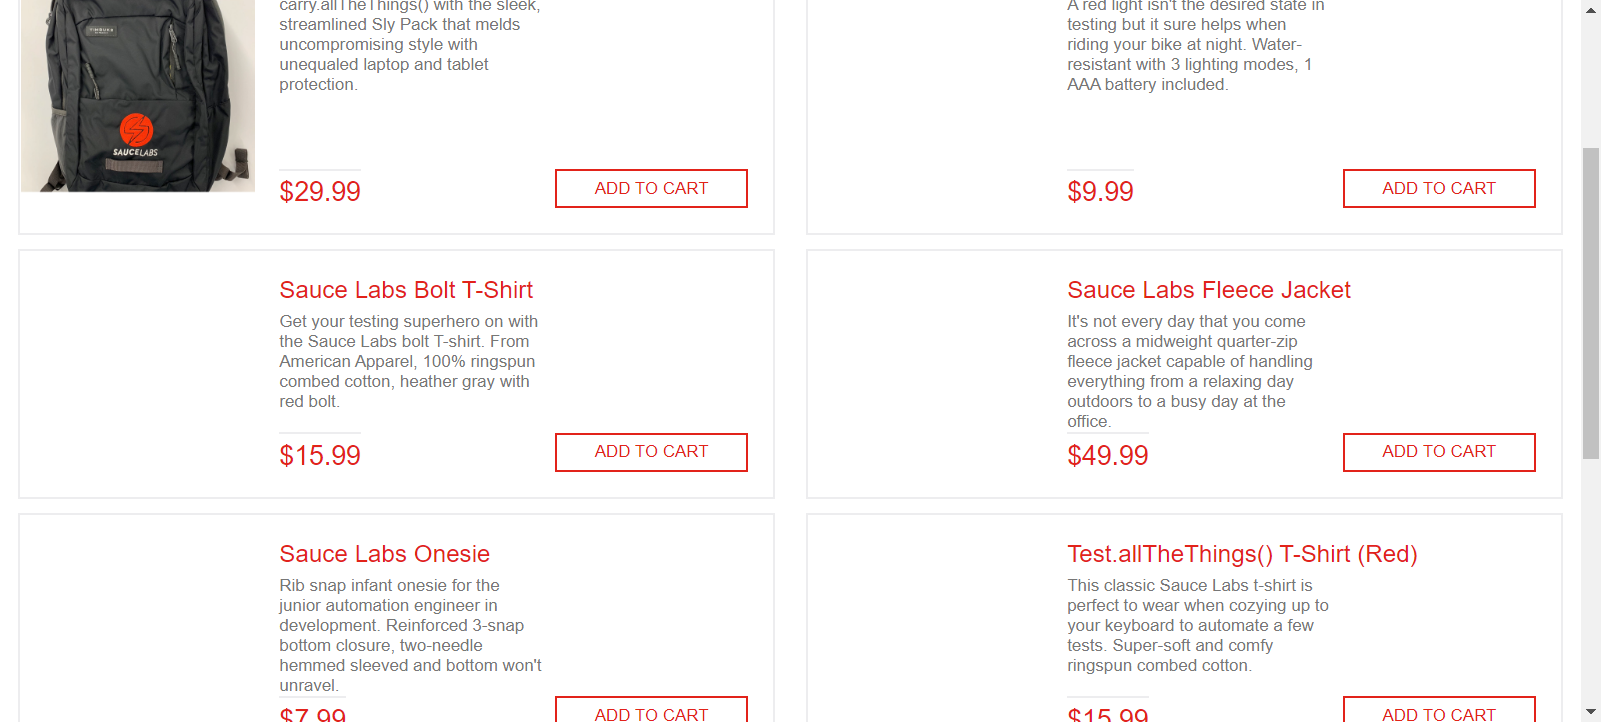 carry.allTheThings() with the sleek,
streamlined Sly Pack that melds
uncompromising style with
unequaled laptop and tablet
protection.
SAUCELABS
$29.99
ADD TO CART
A red light isn't the desired state in
testing but it sure helps when
riding your bike at night. Water-
resistant with 3 lighting modes, 1
AAA battery included.
$9.99
ADD TO CART
Sauce Labs Bolt T-Shirt
Get your testing superhero on with
the Sauce Labs bolt T-shirt. From
American Apparel, 100% ringspun
combed cotton, heather gray with
red bolt.
$15.99
ADD TO CART
Sauce Labs Fleece Jacket
It's not every day that you come
across a midweight quarter-zip
fleece jacket capable of handling
everything from a relaxing day
outdoors to a busy day at the
office.
$49.99
ADD TO CART
Sauce Labs Onesie
Rib snap infant onesie for the
junior automation engineer in
development. Reinforced 3-snap
bottom closure, two-needle
hemmed sleeved and bottom won't
unravel.
$7.99
ADD TO CART
Test.allTheThings() T-Shirt (Red)
This classic Sauce Labs t-shirt is
perfect to wear when cozying up to
your keyboard to automate a few
tests. Super-soft and comfy
ringspun combed cotton.
$15.99
ADD TO CART